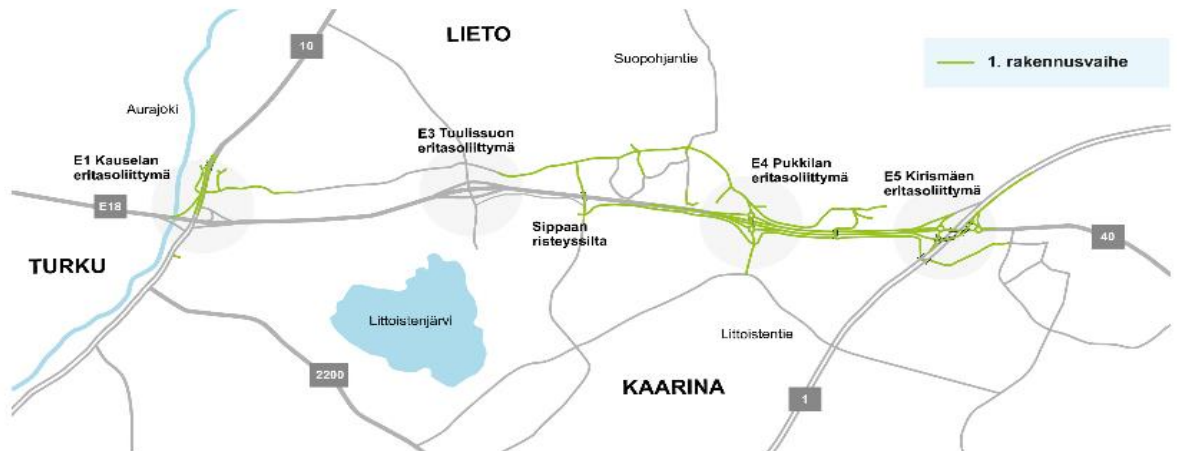 LIETO
10
Suopohjantie
1. rakennusvaihe
Aurajoki
E1 Kauselan
eritasoliittymä
E3 Tuulissuon
eritasoliittymä
E4 Pukkilan
eritasoliittymä
E5 Kirismäen
eritasoliittymä
E18
Sippaan
risteyssilta
40
TURKU
Littoistenjärvi
Littoistentie
2200
KAARINA
1